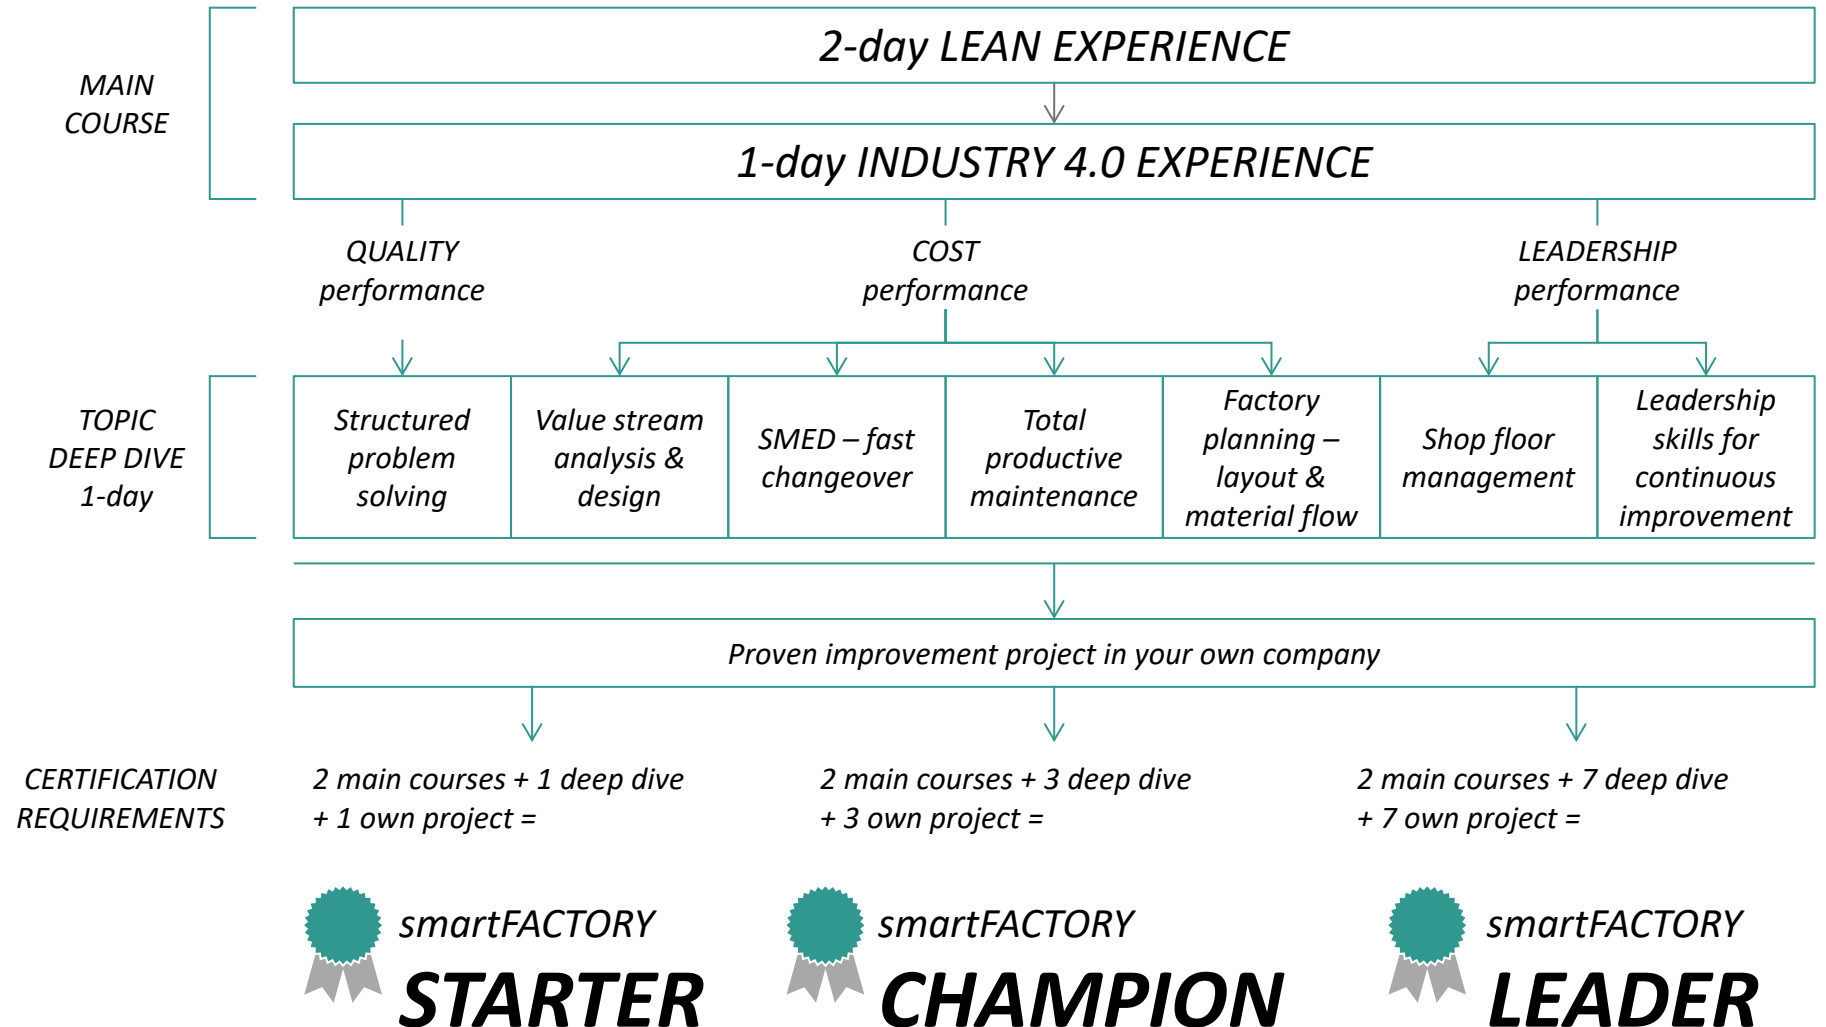 2-day LEAN EXPERIENCE
MAIN
COURSE
1-day INDUSTRY 4.0 EXPERIENCE
QUALITY
performance
COST
performance
LEADERSHIP
performance
TOPIC
DEEP DIVE
1-day
Structured
problem
solving
Value stream
analysis &
design
SMED – fast
changeover
Total
productive
maintenance
Factory
planning –
layout &
material flow
Shop floor
management
Leadership
skills for
continuous
improvement
Proven improvement project in your own company
CERTIFICATION
REQUIREMENTS
2 main courses + 1 deep dive
+ 1 own project =
2 main courses + 3 deep dive
+ 3 own project =
2 main courses + 7 deep dive
+ 7 own project =
smartFACTORY
STARTER
smartFACTORY
CHAMPION
smartFACTORY
LEADER